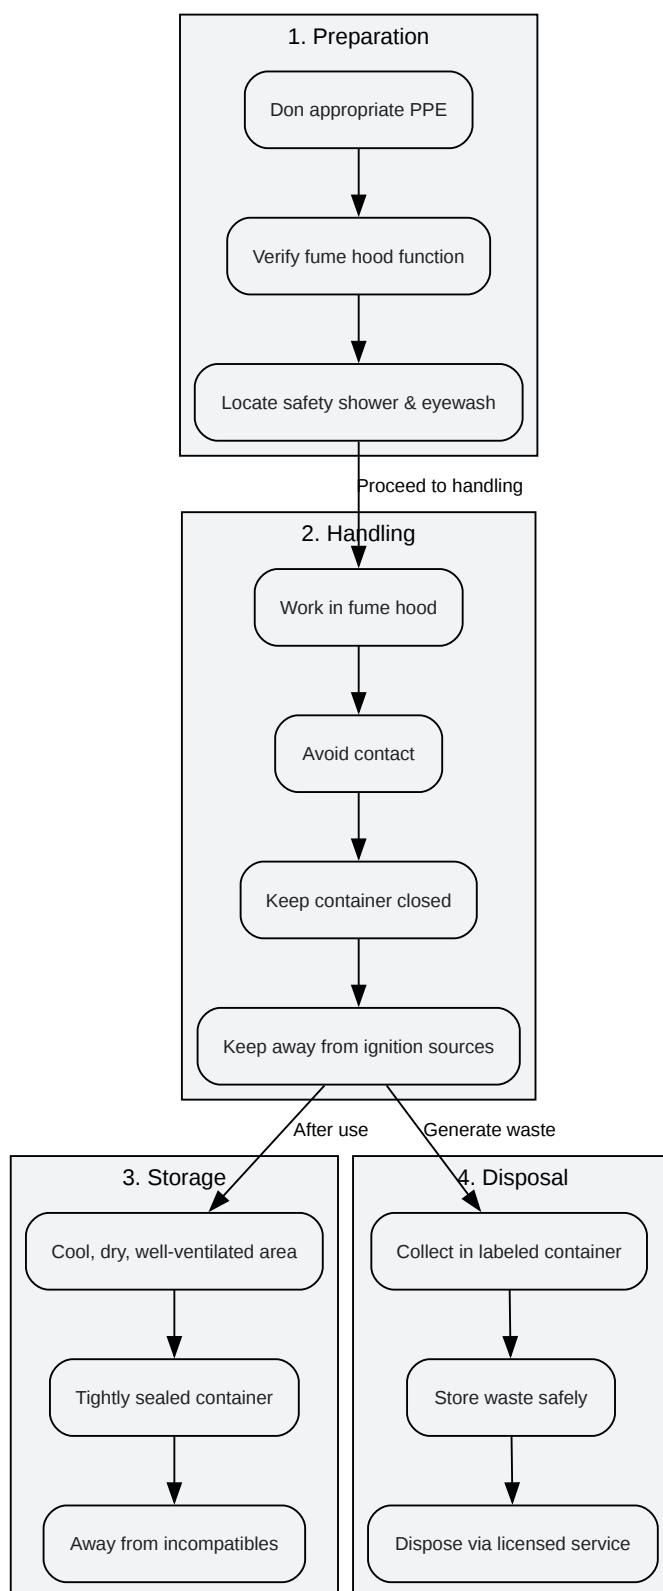 1. Preparation
Don appropriate PPE
Verify fume hood function
Locate safety shower & eyewash
Proceed to handling
2. Handling
Work in fume hood
Avoid contact
Keep container closed
Keep away from ignition sources
After use
Generate waste
3. Storage
Cool, dry, well-ventilated area
Tightly sealed container
Away from incompatibles
4. Disposal
Collect in labeled container
Store waste safely
Dispose via licensed service